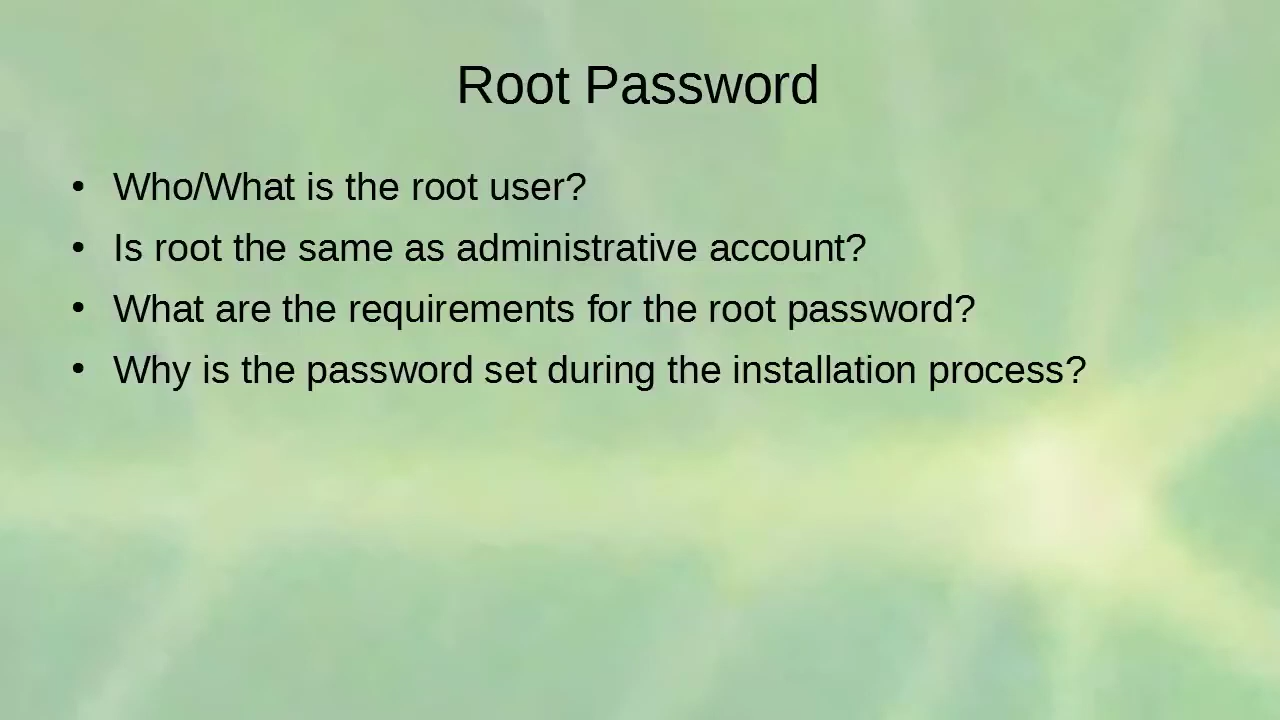 Root Password
• Who/What is the root user?
• Is root the same as administrative account?
• What are the requirements for the root password?
• Why is the password set during the installation process?